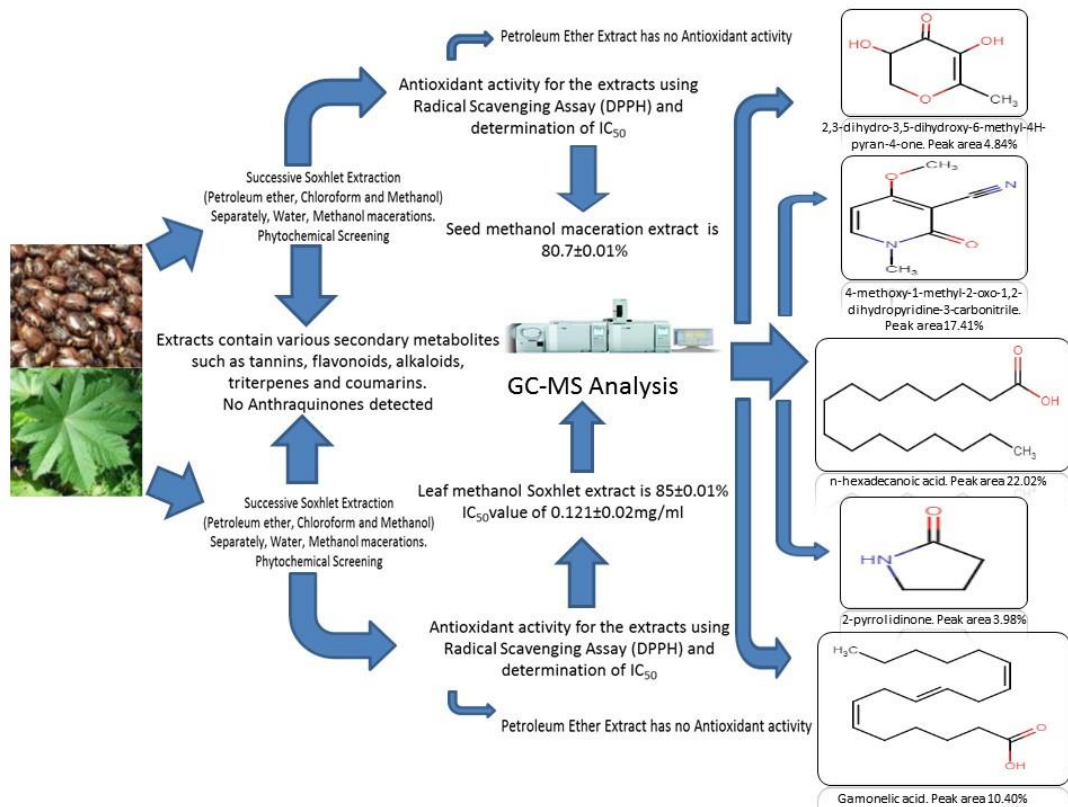 Petroleum Ether Extract has no Antioxidant activity
Antioxidant activity for the extracts using
Radical Scavenging Assay (DPPH) and
determination of IC50
Successive Soxhlet Extraction
(Petroleum ether, Chloroform and Methanol)
Separately, Water, Methanol macerations.
Phytochemical Screening
Seed methanol maceration extract is
80.7±0.01%
Extracts contain various secondary metabolites
such as tannins, flavonoids, alkaloids,
triterpenes and coumarins.
No Anthraquinones detected
GC-MS Analysis
Leaf methanol Soxhlet extract is 85±0.01%
IC50value of 0.121±0.02mg/ml
Successive Soxhlet Extraction
(Petroleum ether, Chloroform and Methanol)
Separately, Water, Methanol macerations.
Phytochemical Screening
Antioxidant activity for the extracts using
Radical Scavenging Assay (DPPH) and
determination of IC50
Petroleum Ether Extract has no Antioxidant activity
O
HO
OH
O
CH3
2,3-dihydro-3,5-dihydroxy-6-methyl-4H-
pyran-4-one. Peak area 4.84%
O
CH3
N
N
O
CH3
4-methoxy-1-methyl-2-oxo-1,2-
dihydropyridine-3-carbonitrile.
Peak area 17.41%
O
OH
CH3
n-hexadecanoic acid. Peak area 22.02%
O
HN
2-pyrrolidinone. Peak area 3.98%
H3C
O
OH
Gamonelic acid. Peak area 10.40%